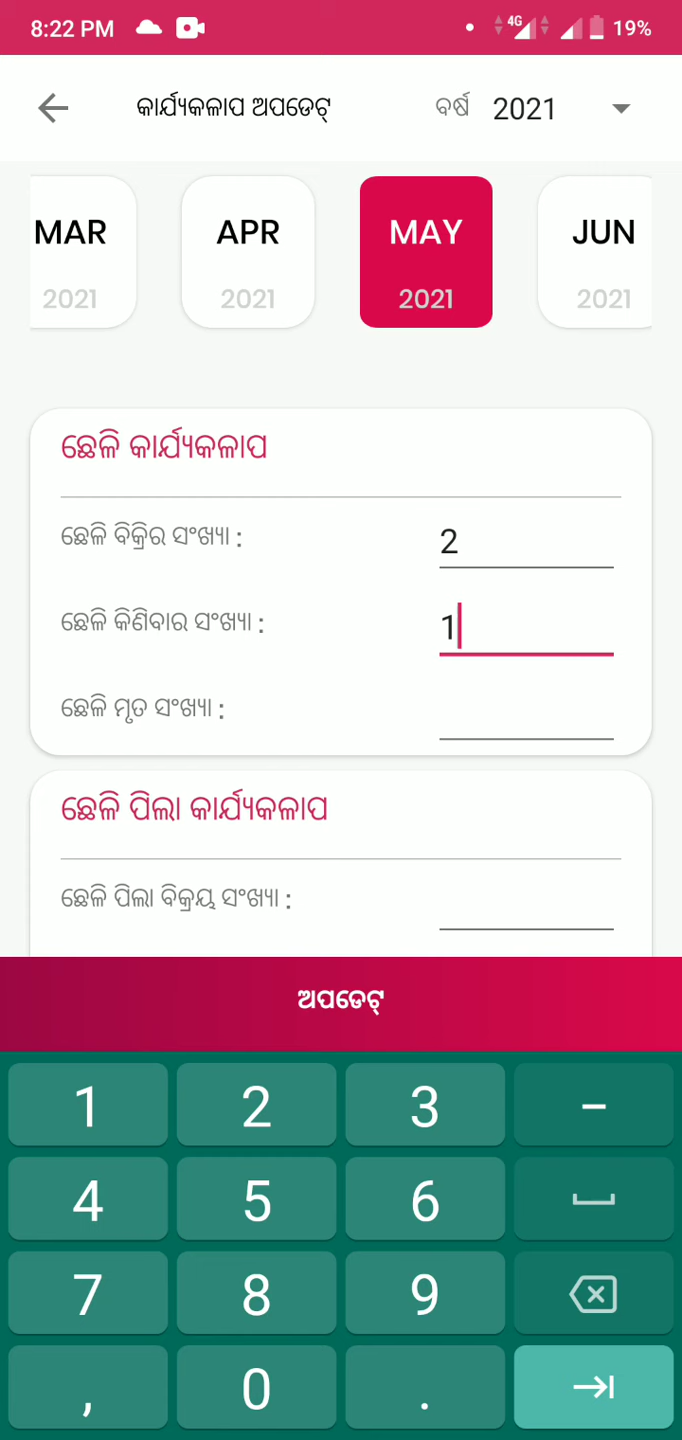 8:22 PM 4G 19%
କାର୍ଯ୍ୟକଳାପ ଅପଡେଟ୍ ବର୍ଷ 2021
MAR APR MAY JUN
2021 2021 2021 2021
ଛେଳି କାର୍ଯ୍ୟକଳାପ
ଛେଳି ବିକ୍ରିର ସଂଖ୍ୟା : 2
ଛେଳି କିଣିବାର ସଂଖ୍ୟା : 1
ଛେଳି ମୃତ ସଂଖ୍ୟା :
ଛେଳି ପିଲା କାର୍ଯ୍ୟକଳାପ
ଛେଳି ପିଲା ବିକ୍ରୟ ସଂଖ୍ୟା :
ଅପଡେଟ୍
1 2 3 –
4 5 6
7 8 9
, 0 .